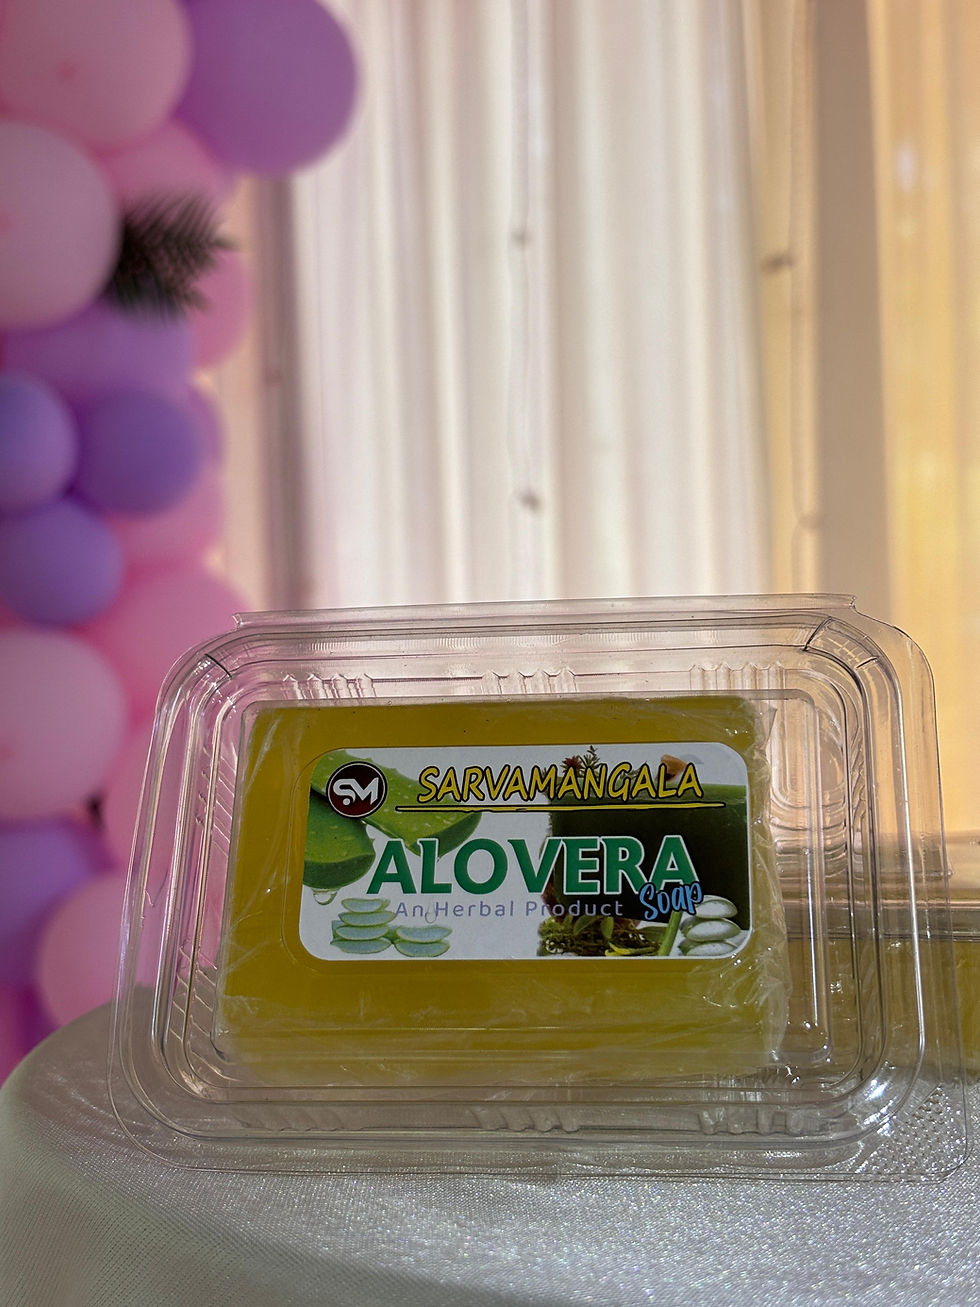 SM
SARVAMANGALA
ALOVERA
Soap
An Herbal Product